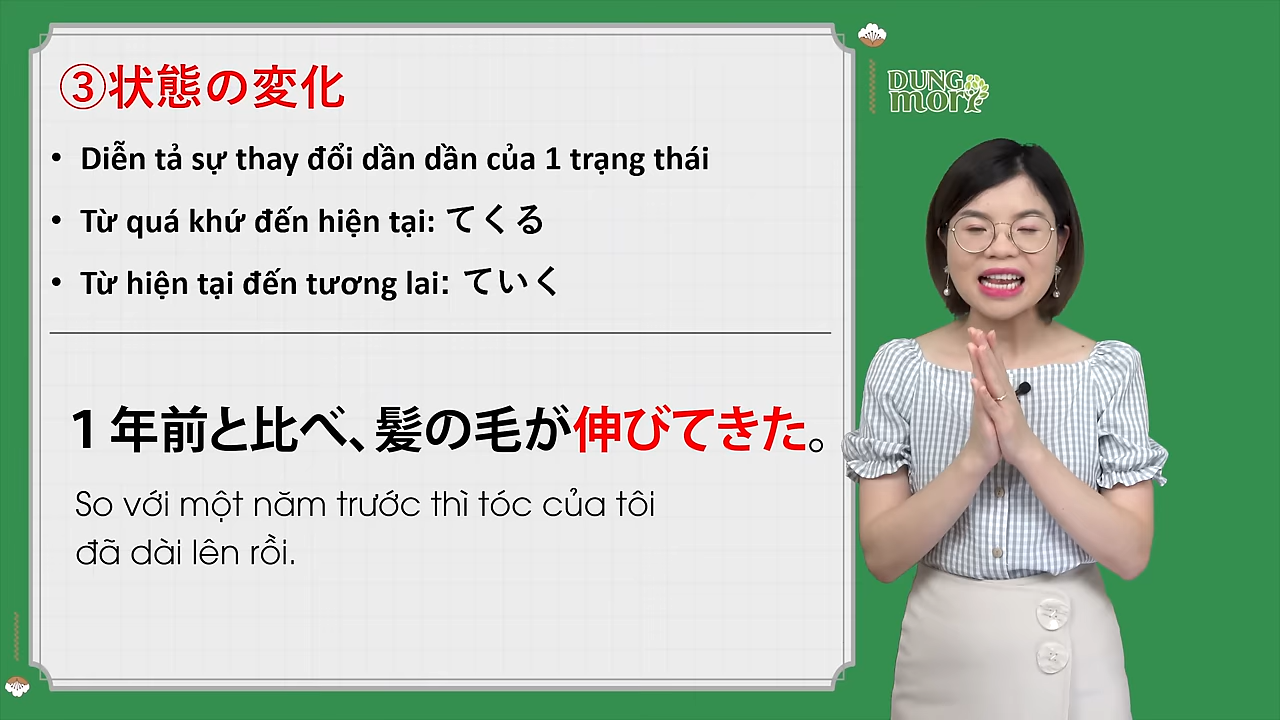 ③状態の変化
• Diễn tả sự thay đổi dần dần của 1 trạng thái
• Từ quá khứ đến hiện tại: てくる
• Từ hiện tại đến tương lai: ていく
１年前と比べ、髪の毛が伸びてきた。
So với một năm trước thì tóc của tôi
đã dài lên rồi.
DUNG
mori